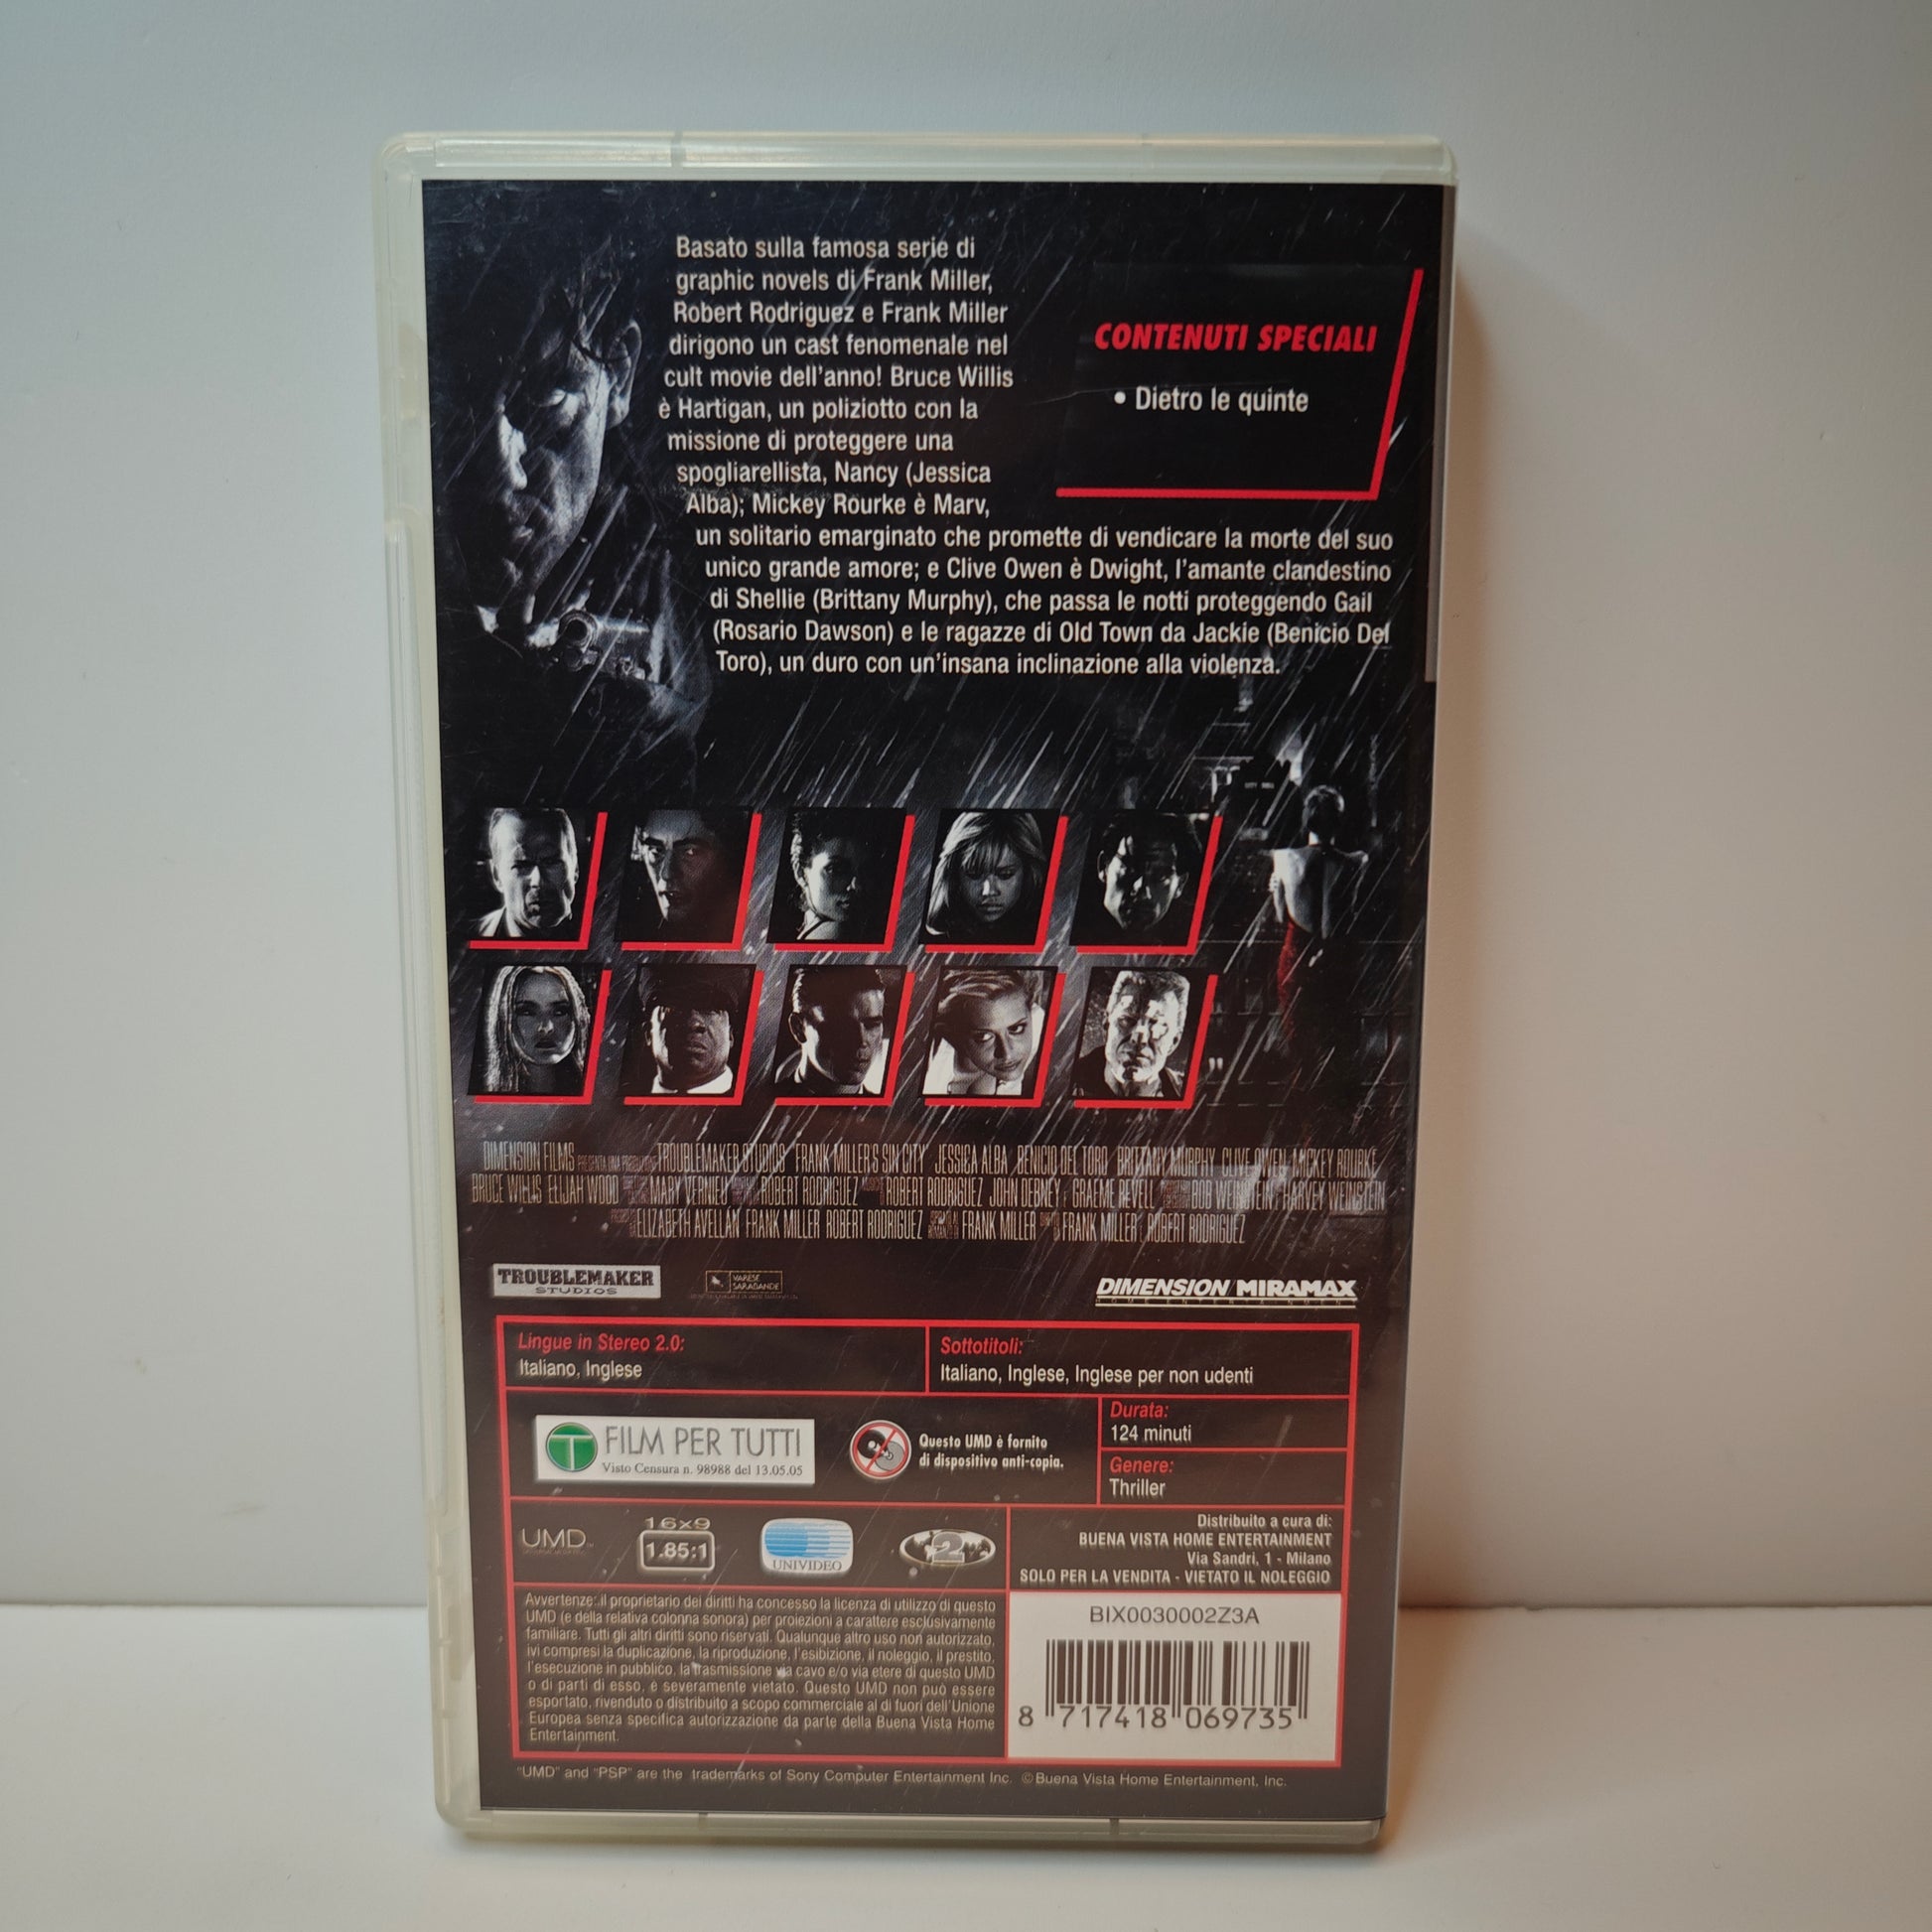 Basato sulla famosa serie di
graphic novels di Frank Miller,
Robert Rodriguez e Frank Miller
dirigono un cast fenomenale nel
cult movie dell'anno! Bruce Willis
è Hartigan, un poliziotto con la
missione di proteggere una
spogliarellista, Nancy (Jessica
Alba); Mickey Rourke è Marv,
un solitario emarginato che promette di vendicare la morte del suo
unico grande amore; e Clive Owen è Dwight, l'amante clandestino
di Shellie (Brittany Murphy), che passa le notti proteggendo Gail
(Rosario Dawson) e le ragazze di Old Town da Jackie (Benicio Del
Toro), un duro con un'insana inclinazione alla violenza.
CONTENUTI SPECIALI
• Dietro le quinte
DIMENSION FILMS PRESENTA UNA PRODUZIONE TROUBLEMAKER STUDIOS FRANK MILLER'S SIN CITY JESSICA ALBA BENICIO DEL TORO BRITTANY MURPHY CLIVE OWEN MICKEY ROURKE
BRUCE WILLIS ELIJAH WOOD MARY VERNIEU ROBERT RODRIGUEZ ROBERT RODRIGUEZ JOHN DEBNEY GRAEME REVELL BOB WEINSTEIN HARVEY WEINSTEIN
ELIZABETH AVELLAN FRANK MILLER ROBERT RODRIGUEZ FRANK MILLER FRANK MILLER ROBERT RODRIGUEZ
TROUBLEMAKER
STUDIOS
VARESE
SARABANDE
DIMENSION MIRAMAX
HOME ENTERTAINMENT
Lingue in Stereo 2.0:
Italiano, Inglese
Sottotitoli:
Italiano, Inglese, Inglese per non udenti
T FILM PER TUTTI
Visto Censura n. 98988 del 13.05.05
Questo UMD è fornito
di dispositivo anti-copia.
Durata:
124 minuti
Genere:
Thriller
UMD™
16x9
1.85:1
UNIVIDEO
2
Distribuito a cura di:
BUENA VISTA HOME ENTERTAINMENT
Via Sandri, 1 - Milano
SOLO PER LA VENDITA - VIETATO IL NOLEGGIO
Avvertenze: il proprietario dei diritti ha concesso la licenza di utilizzo di questo
UMD (e della relativa colonna sonora) per proiezioni a carattere esclusivamente
familiare. Tutti gli altri diritti sono riservati. Qualunque altro uso non autorizzato,
ivi compresi la duplicazione, la riproduzione, l'esibizione, il noleggio, il prestito,
l'esecuzione in pubblico, la trasmissione via cavo e/o via etere di questo UMD
o di parti di esso, è severamente vietato. Questo UMD non può essere
esportato, rivenduto o distribuito a scopo commerciale al di fuori dell'Unione
Europea senza specifica autorizzazione da parte della Buena Vista Home
Entertainment.
BIX0030002Z3A
8 717418 069735
"UMD" and "PSP" are the trademarks of Sony Computer Entertainment Inc. ©Buena Vista Home Entertainment, Inc.